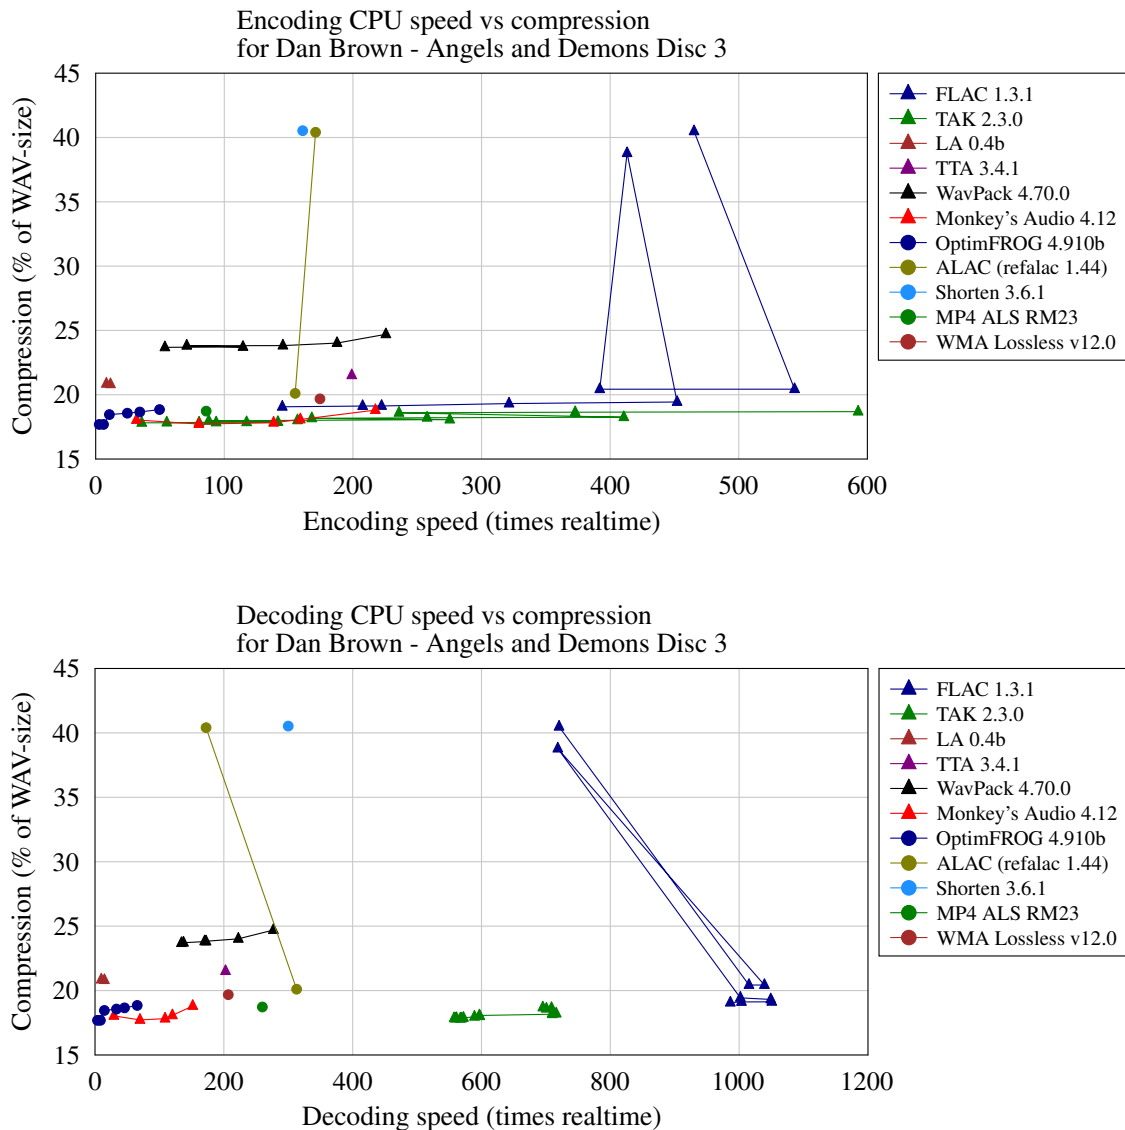 Encoding CPU speed vs compression
for Dan Brown - Angels and Demons Disc 3
Compression (% of WAV-size)
45
40
35
30
25
20
15
0 100 200 300 400 500 600
Encoding speed (times realtime)
FLAC 1.3.1
TAK 2.3.0
LA 0.4b
TTA 3.4.1
WavPack 4.70.0
Monkey's Audio 4.12
OptimFROG 4.910b
ALAC (refalac 1.44)
Shorten 3.6.1
MP4 ALS RM23
WMA Lossless v12.0
Decoding CPU speed vs compression
for Dan Brown - Angels and Demons Disc 3
Compression (% of WAV-size)
45
40
35
30
25
20
15
0 200 400 600 800 1000 1200
Decoding speed (times realtime)
FLAC 1.3.1
TAK 2.3.0
LA 0.4b
TTA 3.4.1
WavPack 4.70.0
Monkey's Audio 4.12
OptimFROG 4.910b
ALAC (refalac 1.44)
Shorten 3.6.1
MP4 ALS RM23
WMA Lossless v12.0